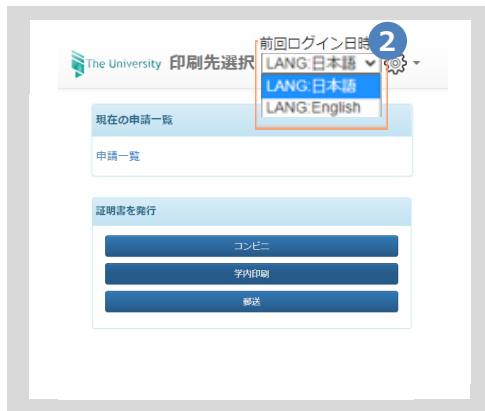 前回ログイン日時
2
The University 印刷先選択 LANG:日本語
LANG:日本語
LANG:English
現在の申請一覧
申請一覧
証明書を発行
コンビニ
学内印刷
郵送